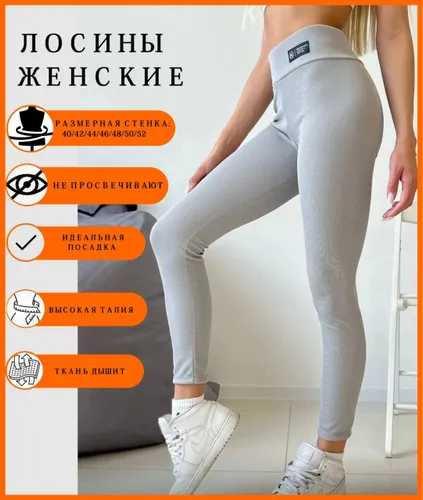 ЛОСИНЫ
ЖЕНСКИЕ
РАЗМЕРНАЯ СТЕНКА:
40/42/44/46/48/50/52
НЕ ПРОСВЕЧИВАЮТ
ИДЕАЛЬНАЯ
ПОСАДКА
ВЫСОКАЯ ТАЛИЯ
ТКАНЬ ДЫШИТ